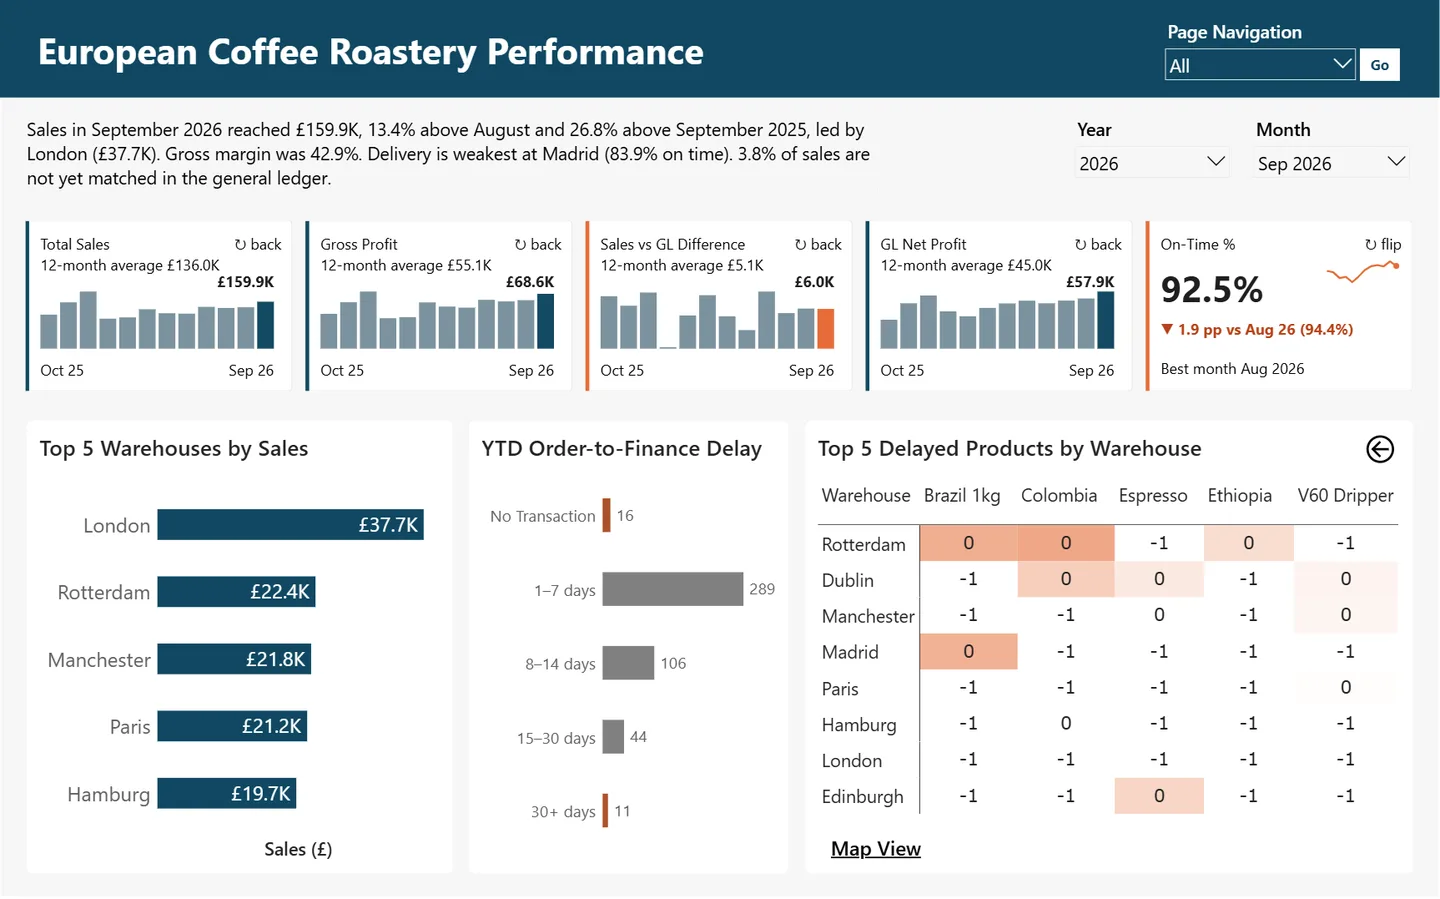 European Coffee Roastery Performance
Page Navigation
All
Go
Sales in September 2026 reached £159.9K, 13.4% above August and 26.8% above September 2025, led by
London (£37.7K). Gross margin was 42.9%. Delivery is weakest at Madrid (83.9% on time). 3.8% of sales are
not yet matched in the general ledger.
Year
2026
Month
Sep 2026
Total Sales ↻ back
12-month average £136.0K
£159.9K
Oct 25 Sep 26
Gross Profit ↻ back
12-month average £55.1K
£68.6K
Oct 25 Sep 26
Sales vs GL Difference ↻ back
12-month average £5.1K
£6.0K
Oct 25 Sep 26
GL Net Profit ↻ back
12-month average £45.0K
£57.9K
Oct 25 Sep 26
On-Time % ↻ flip
92.5%
▼ 1.9 pp vs Aug 26 (94.4%)
Best month Aug 2026
Top 5 Warehouses by Sales
London £37.7K
Rotterdam £22.4K
Manchester £21.8K
Paris £21.2K
Hamburg £19.7K
Sales (£)
YTD Order-to-Finance Delay
No Transaction 16
1–7 days 289
8–14 days 106
15–30 days 44
30+ days 11
Top 5 Delayed Products by Warehouse
Warehouse Brazil 1kg Colombia Espresso Ethiopia V60 Dripper
Rotterdam 0 0 -1 0 -1
Dublin -1 0 0 -1 0
Manchester -1 -1 0 -1 0
Madrid 0 -1 -1 -1 -1
Paris -1 -1 -1 -1 0
Hamburg -1 0 -1 -1 -1
London -1 -1 -1 -1 -1
Edinburgh -1 -1 0 -1 -1
Map View